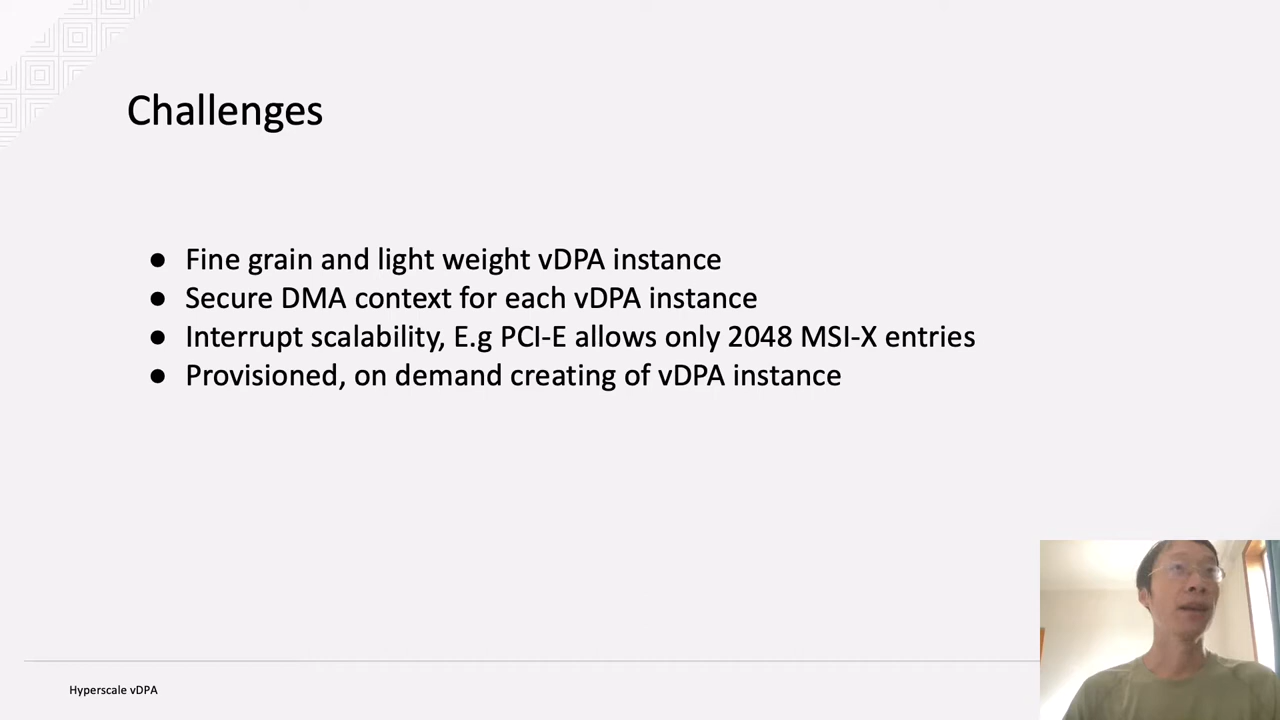 Challenges
● Fine grain and light weight vDPA instance
● Secure DMA context for each vDPA instance
● Interrupt scalability, E.g PCI-E allows only 2048 MSI-X entries
● Provisioned, on demand creating of vDPA instance
Hyperscale vDPA